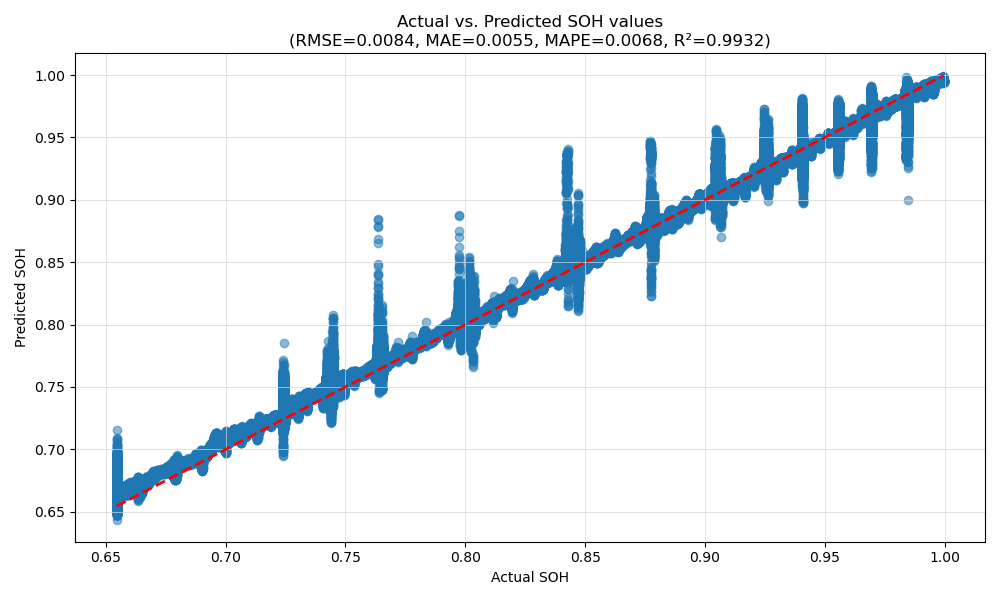 Actual vs. Predicted SOH values
(RMSE=0.0084, MAE=0.0055, MAPE=0.0068, R²=0.9932)
1.00
0.95
0.90
0.85
0.80
0.75
0.70
0.65
Predicted SOH
0.65 0.70 0.75 0.80 0.85 0.90 0.95 1.00
Actual SOH